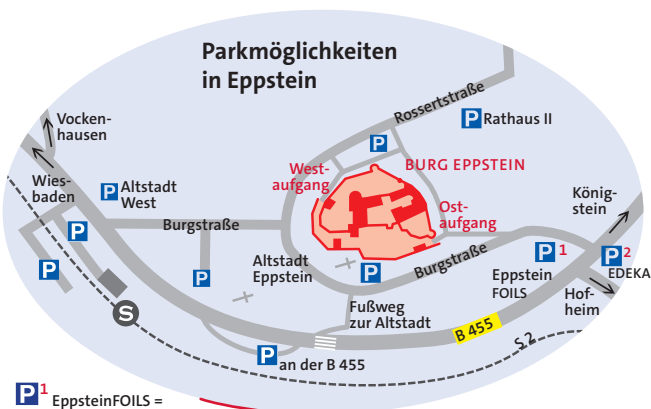 Parkmöglichkeiten
in Eppstein
Rossertstraße
P Rathaus II
P
Vocken-
hausen
West-
aufgang
BURG EPPSTEIN
Wies-
baden
P Altstadt
West
König-
stein
Ost-
aufgang
Burgstraße
P
P
Altstadt
Eppstein
P
P
Burgstraße
P 1
Eppstein
FOILS
P 2
EDEKA
Hof-
heim
S
Fußweg
zur Altstadt
B 455
S 2
P an der B 455
P 1 EppsteinFOILS =